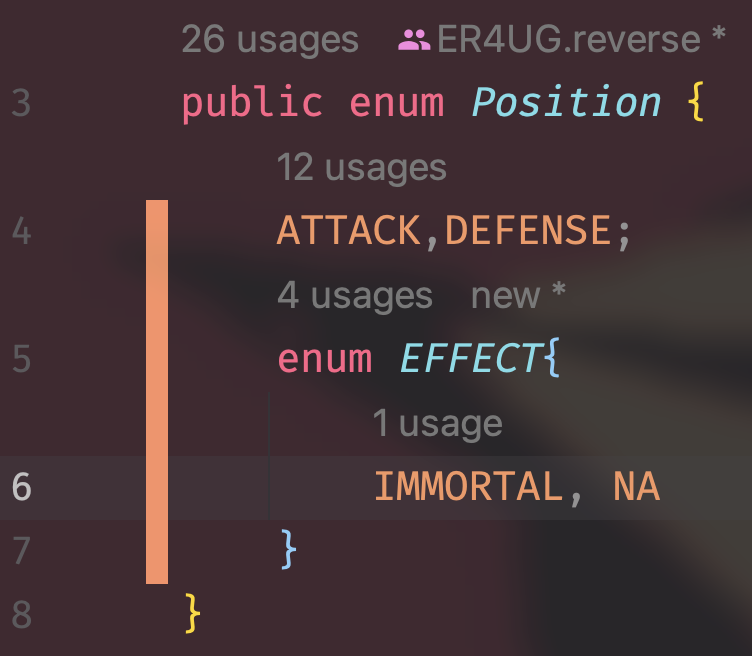 26 usages ER4UG.reverse *
3 public enum Position {
12 usages
4 ATTACK,DEFENSE;
4 usages new *
5 enum EFFECT{
1 usage
6 IMMORTAL, NA
7 }
8 }